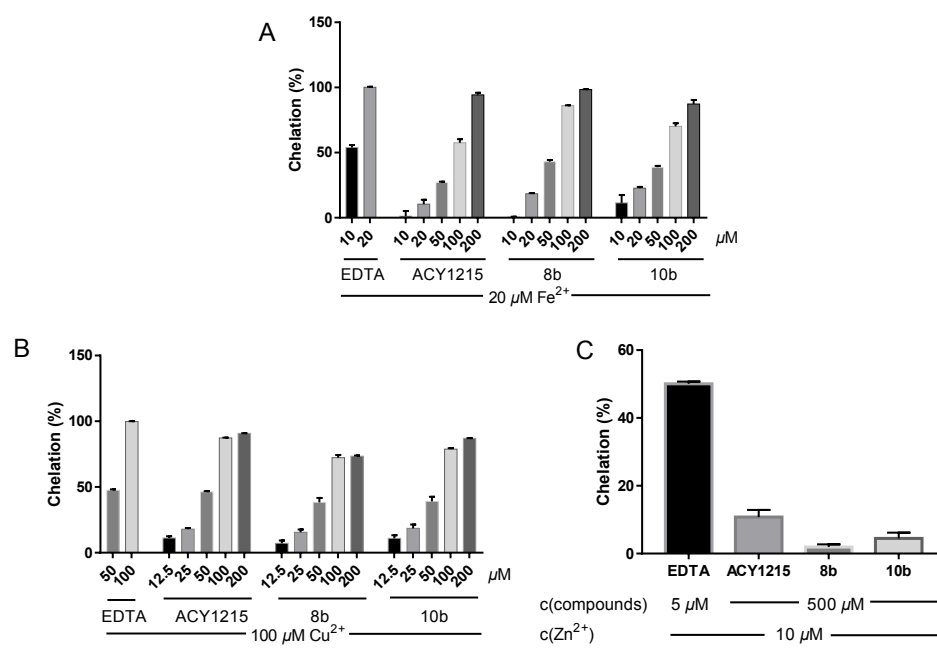 A
150
100
50
0
Chelation (%)
10 20 10 20 50 100 200 10 20 50 100 200 10 20 50 100 200 µM
EDTA ACY1215 8b 10b
20 µM Fe²⁺
B
150
100
50
0
Chelation (%)
50 100 12.5 25 50 100 200 12.5 25 50 100 200 12.5 25 50 100 200 µM
EDTA ACY1215 8b 10b
100 µM Cu²⁺
C
60
40
20
0
Chelation (%)
EDTA ACY1215 8b 10b
c(compounds) 5 µM 500 µM
c(Zn²⁺) 10 µM